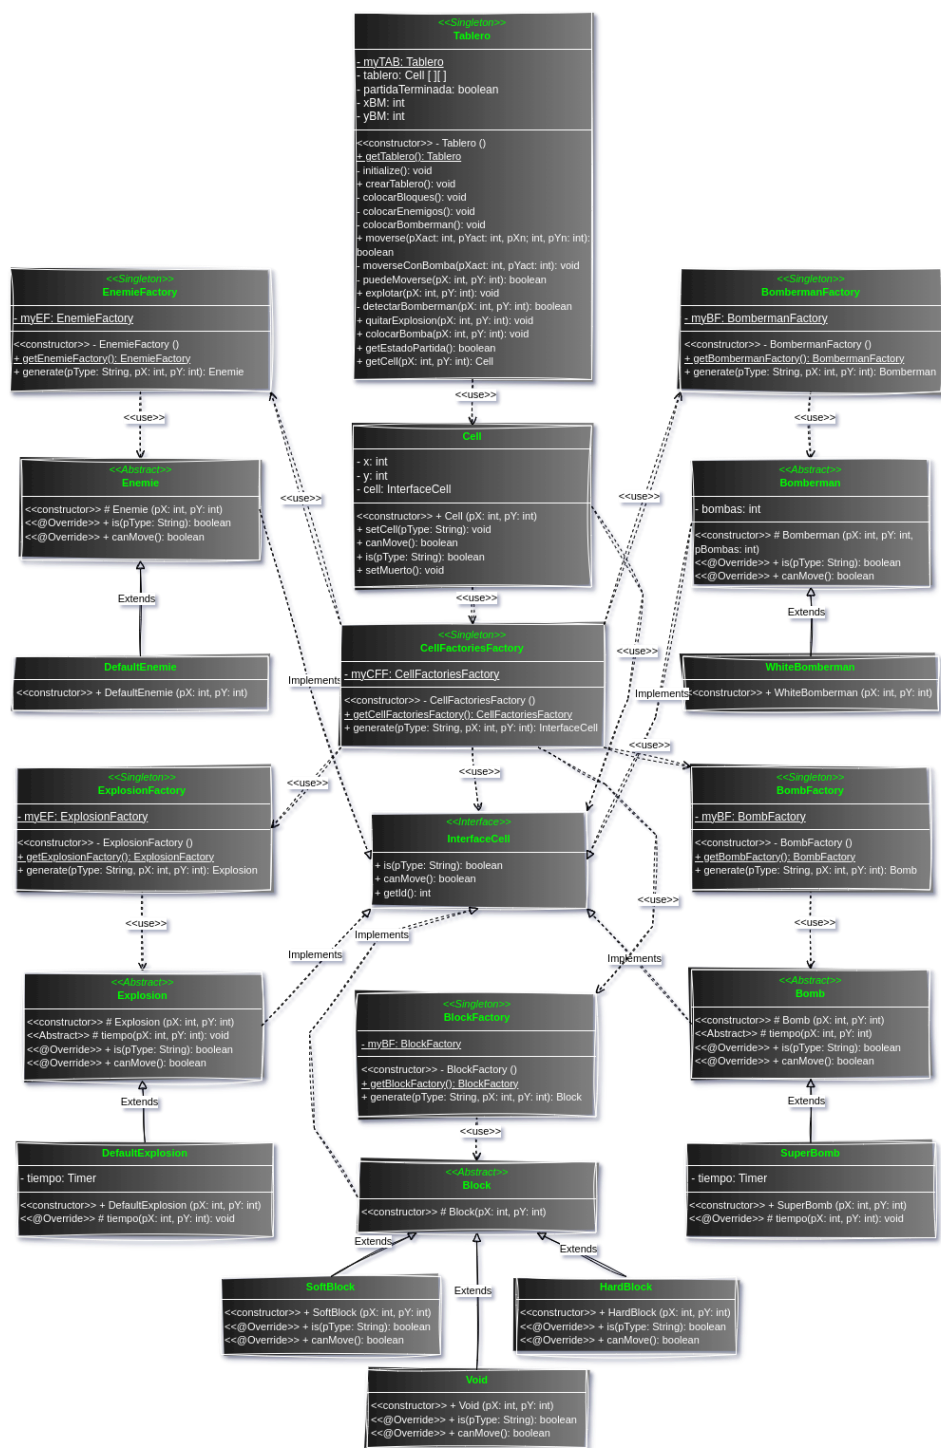 <<Singleton>>
Tablero
- myTAB: Tablero
- tablero: Cell [ ][ ]
- partidaTerminada: boolean
- xBM: int
- yBM: int
<<constructor>> - Tablero ()
+ getTablero(): Tablero
- initialize(): void
+ crearTablero(): void
- colocarBloques(): void
- colocarEnemigos(): void
- colocarBomberman(): void
+ moverse(pXact: int, pYact: int, pXn; int, pYn: int):
boolean
- moverseConBomba(pXact: int, pYact: int): void
- puedeMoverse(pX: int, pY: int): boolean
+ explotar(pX: int, pY: int): void
- detectarBomberman(pX: int, pY: int): boolean
+ quitarExplosion(pX: int, pY: int): void
+ colocarBomba(pX: int, pY: int): void
+ getEstadoPartida(): boolean
+ getCell(pX: int, pY: int): Cell
<<Singleton>>
EnemieFactory
- myEF: EnemieFactory
<<constructor>> - EnemieFactory ()
+ getEnemieFactory(): EnemieFactory
+ generate(pType: String, pX: int, pY: int): Enemie
<<Singleton>>
BombermanFactory
- myBF: BombermanFactory
<<constructor>> - BombermanFactory ()
+ getBombermanFactory(): BombermanFactory
+ generate(pType: String, pX: int, pY: int): Bomberman
<<use>>
<<use>>
<<use>>
Cell
- x: int
- y: int
- cell: InterfaceCell
<<constructor>> + Cell (pX: int, pY: int)
+ setCell(pType: String): void
+ canMove(): boolean
+ is(pType: String): boolean
+ setMuerto(): void
<<Abstract>>
Enemie
<<constructor>> # Enemie (pX: int, pY: int)
<<@Override>> + is(pType: String): boolean
<<@Override>> + canMove(): boolean
<<Abstract>>
Bomberman
- bombas: int
<<constructor>> # Bomberman (pX: int, pY: int,
pBombas: int)
<<@Override>> + is(pType: String): boolean
<<@Override>> + canMove(): boolean
<<use>>
<<use>>
Extends
<<use>>
Extends
<<Singleton>>
CellFactoriesFactory
- myCFF: CellFactoriesFactory
<<constructor>> - CellFactoriesFactory ()
+ getCellFactoriesFactory(): CellFactoriesFactory
+ generate(pType: String, pX: int, pY: int): InterfaceCell
DefaultEnemie
<<constructor>> + DefaultEnemie (pX: int, pY: int)
Implements
<<use>>
Implements
WhiteBomberman
<<constructor>> + WhiteBomberman (pX: int, pY: int)
<<use>>
<<use>>
<<use>>
<<Singleton>>
ExplosionFactory
- myEF: ExplosionFactory
<<constructor>> - ExplosionFactory ()
+ getExplosionFactory(): ExplosionFactory
+ generate(pType: String, pX: int, pY: int): Explosion
<<Interface>>
InterfaceCell
+ is(pType: String): boolean
+ canMove(): boolean
+ getId(): int
<<Singleton>>
BombFactory
- myBF: BombFactory
<<constructor>> - BombFactory ()
+ getBombFactory(): BombFactory
+ generate(pType: String, pX: int, pY: int): Bomb
<<use>>
<<use>>
<<use>>
Implements
Implements
Implements
<<Abstract>>
Explosion
<<constructor>> # Explosion (pX: int, pY: int)
<<Abstract>> # tiempo(pX: int, pY: int): void
<<@Override>> + is(pType: String): boolean
<<@Override>> + canMove(): boolean
<<Singleton>>
BlockFactory
- myBF: BlockFactory
<<constructor>> - BlockFactory ()
+ getBlockFactory(): BlockFactory
+ generate(pType: String, pX: int, pY: int): Block
<<Abstract>>
Bomb
<<constructor>> # Bomb (pX: int, pY: int)
<<Abstract>> # tiempo(pX: int, pY: int)
<<@Override>> + is(pType: String): boolean
<<@Override>> + canMove(): boolean
Extends
<<use>>
Extends
DefaultExplosion
- tiempo: Timer
<<constructor>> + DefaultExplosion (pX: int, pY: int)
<<@Override>> # tiempo(pX: int, pY: int): void
<<Abstract>>
Block
<<constructor>> # Block(pX: int, pY: int)
SuperBomb
- tiempo: Timer
<<constructor>> + SuperBomb (pX: int, pY: int)
<<@Override>> # tiempo(pX: int, pY: int): void
Extends
Extends
Extends
SoftBlock
<<constructor>> + SoftBlock (pX: int, pY: int)
<<@Override>> + is(pType: String): boolean
<<@Override>> + canMove(): boolean
HardBlock
<<constructor>> + HardBlock (pX: int, pY: int)
<<@Override>> + is(pType: String): boolean
<<@Override>> + canMove(): boolean
Void
<<constructor>> + Void (pX: int, pY: int)
<<@Override>> + is(pType: String): boolean
<<@Override>> + canMove(): boolean